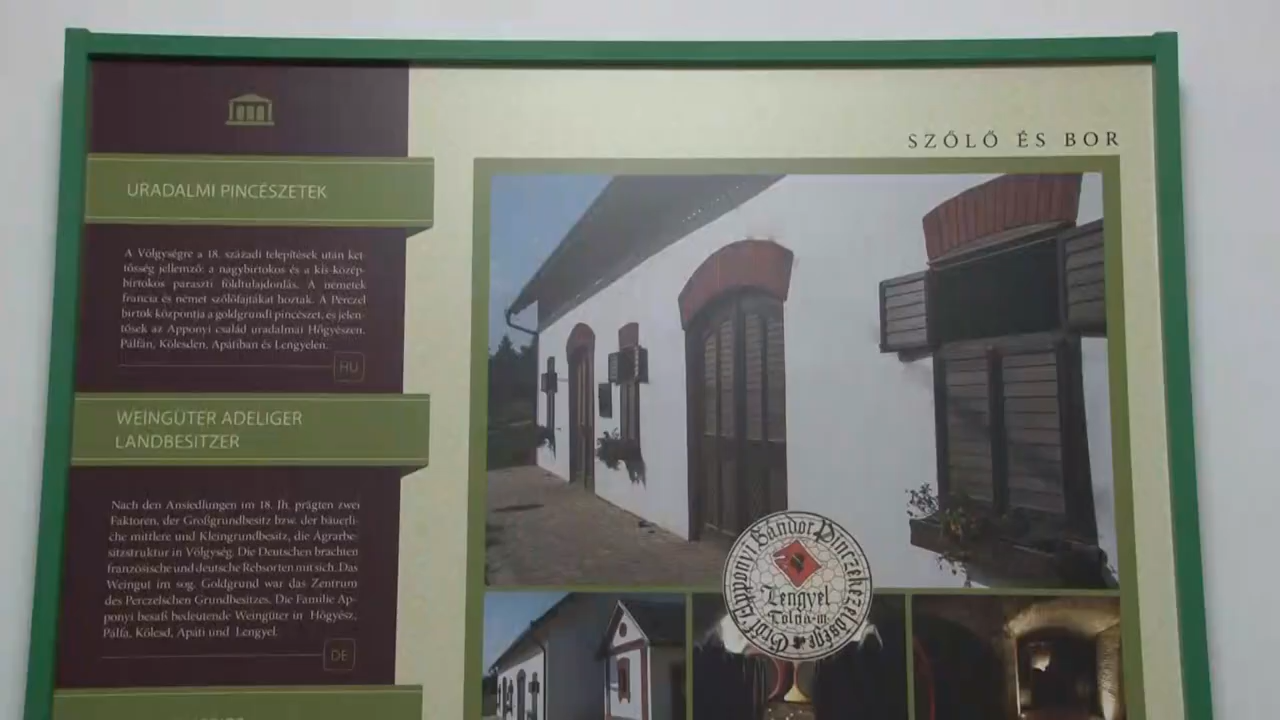 SZŐLŐ ÉS BOR
URADALMI PINCÉSZETEK
A Völgységre a 18. századi telepítések után ket-
tősség jellemző: a nagybirtokos és a kis-közép-
birtokos paraszti földtulajdonlás. A németek
francia és német szőlőfajtákat hoztak. A Perczel
birtok központja a goldgrundi pincészet, és jelen-
tősek az Apponyi család uradalmai Hőgyészen,
Pálfán, Kölesden, Apátiban és Lengyelen.
HU
WEINGÜTER ADELIGER
LANDBESITZER
Nach den Ansiedlungen im 18. Jh. prägten zwei
Faktoren, der Großgrundbesitz bzw. der bäuerli-
che mittlere und Kleingrundbesitz, die Agrarbe-
sitzstruktur in Völgység. Die Deutschen brachten
französische und deutsche Rebsorten mit sich. Das
Weingut im sog. Goldgrund war das Zentrum
des Perczelschen Grundbesitzes. Die Familie Ap-
ponyi besaß bedeutende Weingüter in Hőgyész,
Pálfa, Kölesd, Apáti und Lengyel.
DE
Gróf Apponyi Sándor Pinczekezetősége
Lengyel
Tolna-m.